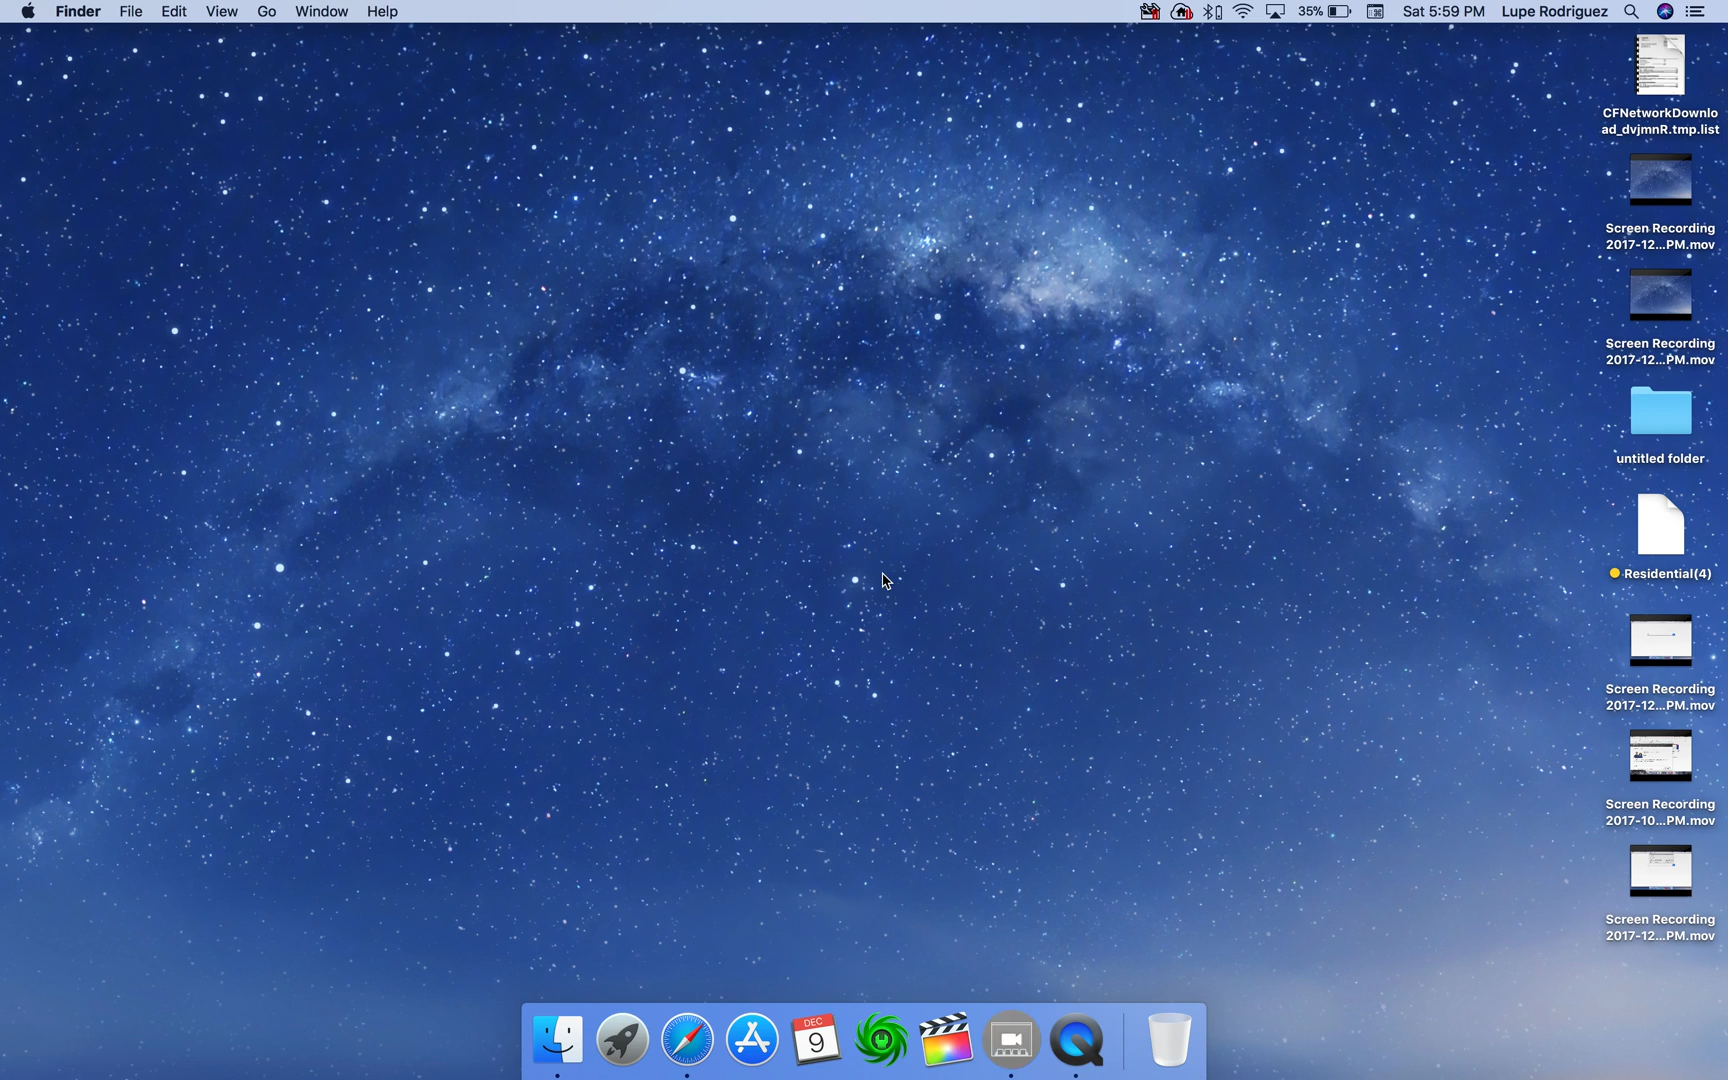 Finder File Edit View Go Window Help
35% Sat 5:59 PM Lupe Rodriguez
CFNetworkDownlo
ad_dvjmnR.tmp.list
Screen Recording
2017-12...PM.mov
Screen Recording
2017-12...PM.mov
untitled folder
Residential(4)
Screen Recording
2017-12...PM.mov
Screen Recording
2017-10...PM.mov
Screen Recording
2017-12...PM.mov
DEC
9